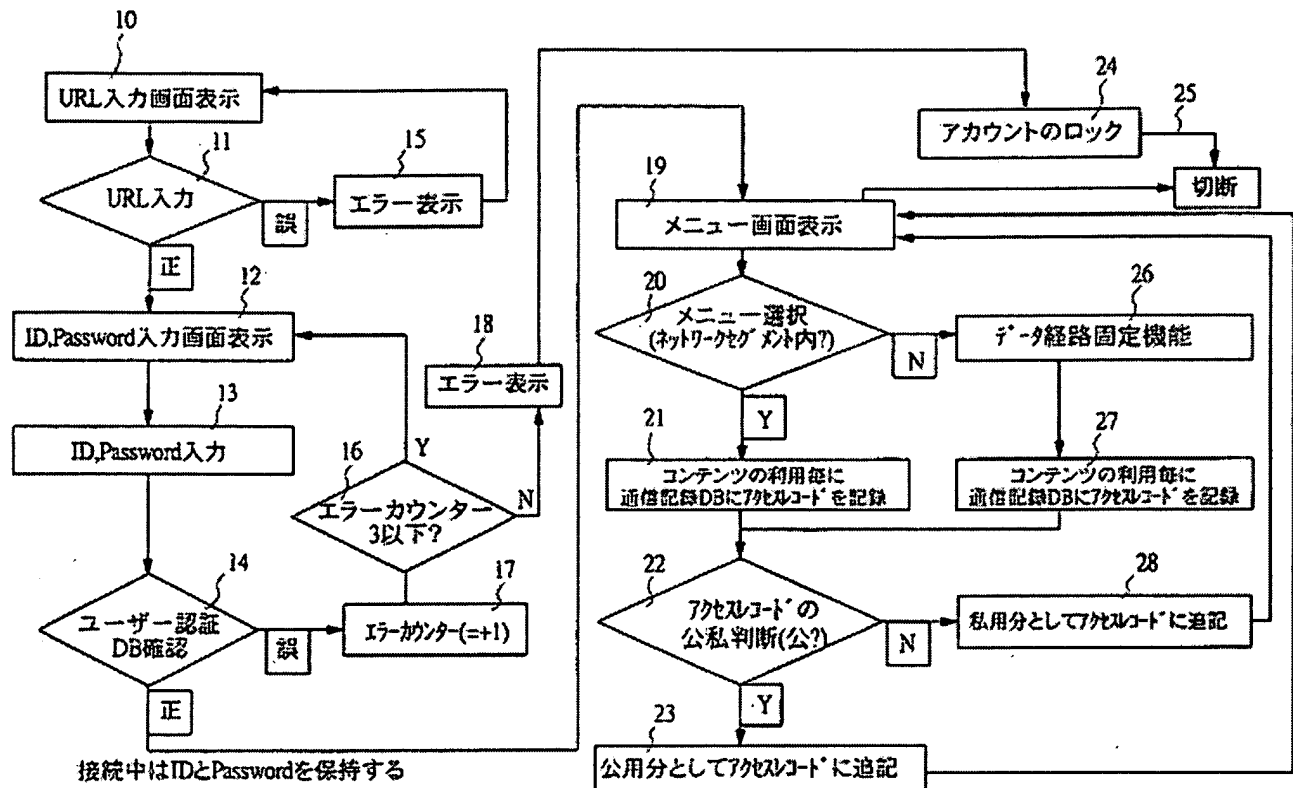 10
URL入力画面表示
11
URL入力
誤
15
エラー表示
正
12
ID,Password入力画面表示
13
ID,Password入力
14
ユーザー認証
DB確認
誤
正
17
エラーカウンター(=+1)
16
エラーカウンター
3以下?
Y
N
18
エラー表示
接続中はIDとPasswordを保持する
24
アカウントのロック
25
切断
19
メニュー画面表示
20
メニュー選択
(ネットワークセグメント内?)
N
Y
26
データ経路固定機能
21
コンテンツの利用毎に
通信記録DBにアクセスレコードを記録
27
コンテンツの利用毎に
通信記録DBにアクセスレコードを記録
22
アクセスレコードの
公私判断(公?)
N
Y
28
私用分としてアクセスレコードに追記
23
公用分としてアクセスレコードに追記